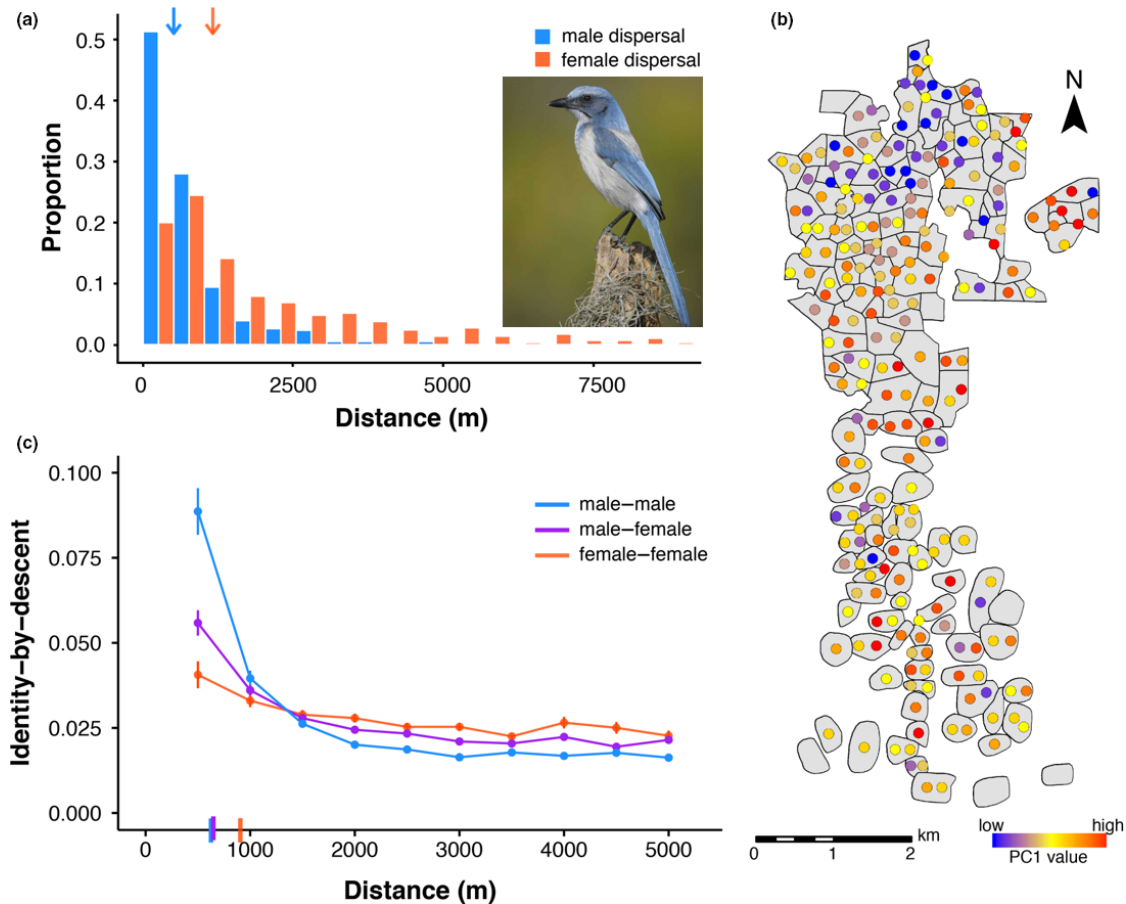 (a)
0.5
0.4
0.3
0.2
0.1
0.0
Proportion
male dispersal
female dispersal
0 2500 5000 7500
Distance (m)
(b)
N
km
0 1 2
low high
PC1 value
(c)
0.100
0.075
0.050
0.025
0.000
Identity−by−descent
male−male
male−female
female−female
0 1000 2000 3000 4000 5000
Distance (m)